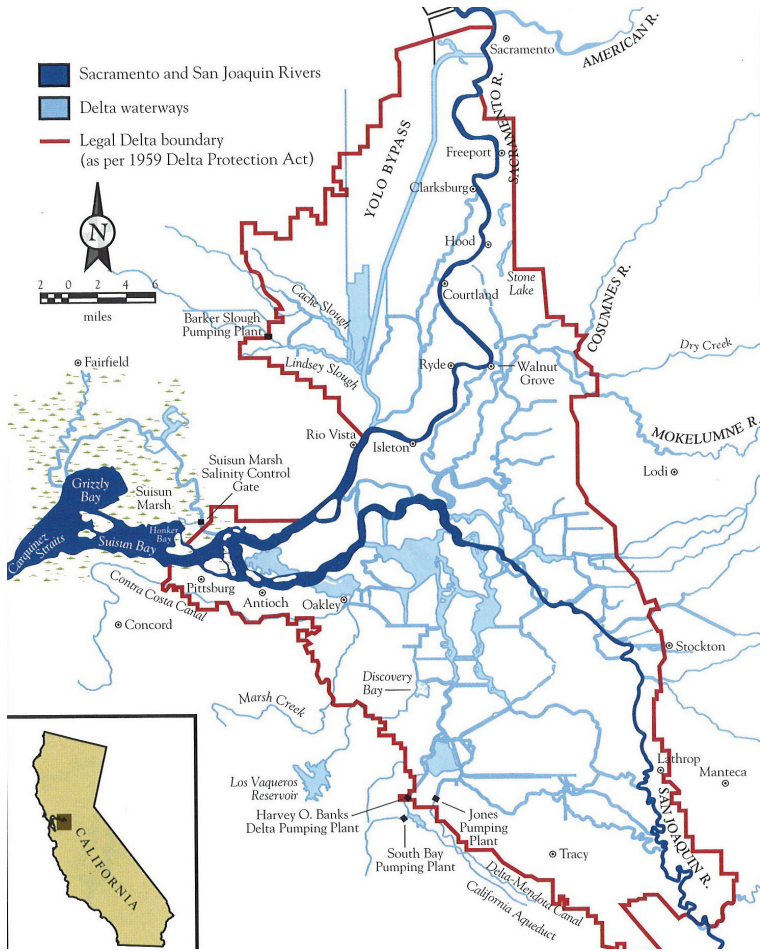 Sacramento and San Joaquin Rivers
Delta waterways
Legal Delta boundary
(as per 1959 Delta Protection Act)
N
2 0 2 6
miles
Sacramento
AMERICAN R.
SACRAMENTO R.
YOLO BYPASS
Freeport
Clarksburg
Hood
Stone
Lake
Courtland
COSUMNES R.
Cache Slough
Barker Slough
Pumping Plant
Lindsey Slough
Dry Creek
Fairfield
Ryde
Walnut
Grove
MOKELUMNE R.
Rio Vista
Isleton
Lodi
Suisun Marsh
Salinity Control
Gate
Grizzly
Bay
Suisun
Marsh
Honker
Bay
Suisun Bay
Carquinez
Straits
Pittsburg
Antioch
Oakley
Contra Costa Canal
Concord
Stockton
Discovery
Bay
Marsh Creek
Los Vaqueros
Reservoir
Lathrop
Manteca
SAN JOAQUIN R.
Harvey O. Banks
Delta Pumping Plant
Jones
Pumping
Plant
South Bay
Pumping Plant
Tracy
Delta-Mendota Canal
California Aqueduct
CALIFORNIA